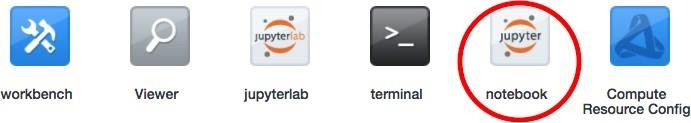 jupyterlab
>_
jupyter
workbench
Viewer
jupyterlab
terminal
notebook
Compute
Resource Config